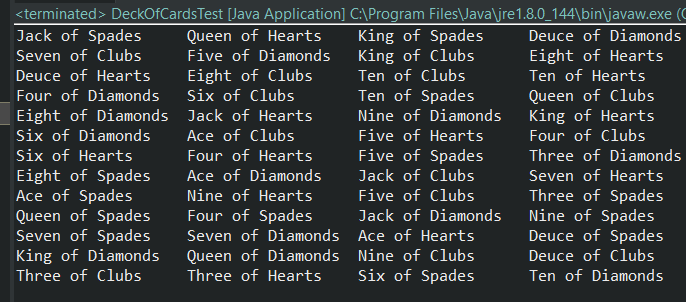 <terminated> DeckOfCardsTest [Java Application] C:\Program Files\Java\jre1.8.0_144\bin\javaw.exe (
Jack of Spades Queen of Hearts King of Spades Deuce of Diamonds
Seven of Clubs Five of Diamonds King of Clubs Eight of Hearts
Deuce of Hearts Eight of Clubs Ten of Clubs Ten of Hearts
Four of Diamonds Six of Clubs Ten of Spades Queen of Clubs
Eight of Diamonds Jack of Hearts Nine of Diamonds King of Hearts
Six of Diamonds Ace of Clubs Five of Hearts Four of Clubs
Six of Hearts Four of Hearts Five of Spades Three of Diamonds
Eight of Spades Ace of Diamonds Jack of Clubs Seven of Hearts
Ace of Spades Nine of Hearts Five of Clubs Three of Spades
Queen of Spades Four of Spades Jack of Diamonds Nine of Spades
Seven of Spades Seven of Diamonds Ace of Hearts Deuce of Spades
King of Diamonds Queen of Diamonds Nine of Clubs Deuce of Clubs
Three of Clubs Three of Hearts Six of Spades Ten of Diamonds